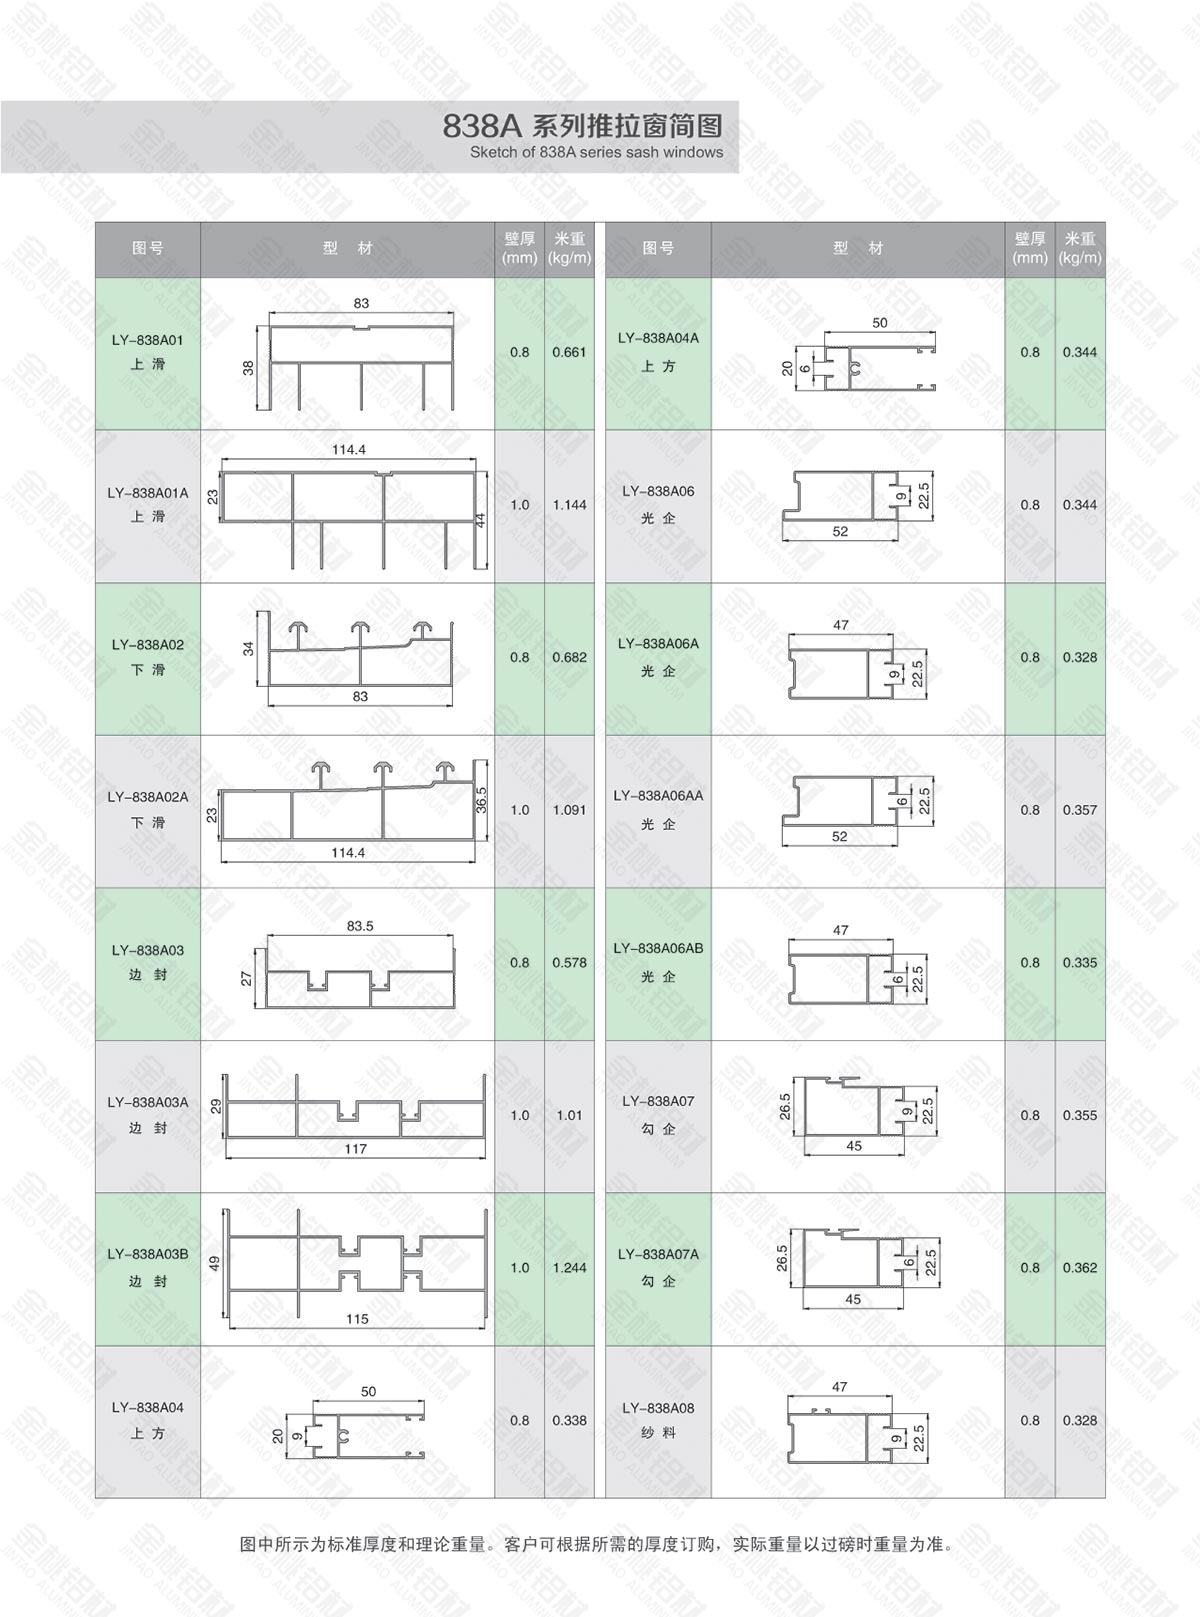 838A 系列推拉窗简图
Sketch of 838A series sash windows
图号 型 材 壁厚(mm) 米重(kg/m) 图号 型 材 壁厚(mm) 米重(kg/m)
LY-838A01
上 滑
83
38
0.8 0.661
LY-838A04A
上 方
50
20
6
0.8 0.344
LY-838A01A
上 滑
114.4
23
44
1.0 1.144
LY-838A06
光 企
9
22.5
52
0.8 0.344
LY-838A02
下 滑
34
83
0.8 0.682
LY-838A06A
光 企
47
9
22.5
0.8 0.328
LY-838A02A
下 滑
23
36.5
114.4
1.0 1.091
LY-838A06AA
光 企
6
22.5
52
0.8 0.357
LY-838A03
边 封
83.5
27
0.8 0.578
LY-838A06AB
光 企
47
6
22.5
0.8 0.335
LY-838A03A
边 封
29
117
1.0 1.01
LY-838A07
勾 企
26.5
9
22.5
45
0.8 0.355
LY-838A03B
边 封
49
115
1.0 1.244
LY-838A07A
勾 企
26.5
6
22.5
45
0.8 0.362
LY-838A04
上 方
50
20
9
0.8 0.338
LY-838A08
纱 料
47
9
22.5
0.8 0.328
图中所示为标准厚度和理论重量。客户可根据所需的厚度订购，实际重量以过磅时重量为准。
金桃铝材
JINTAO ALUMINIUM